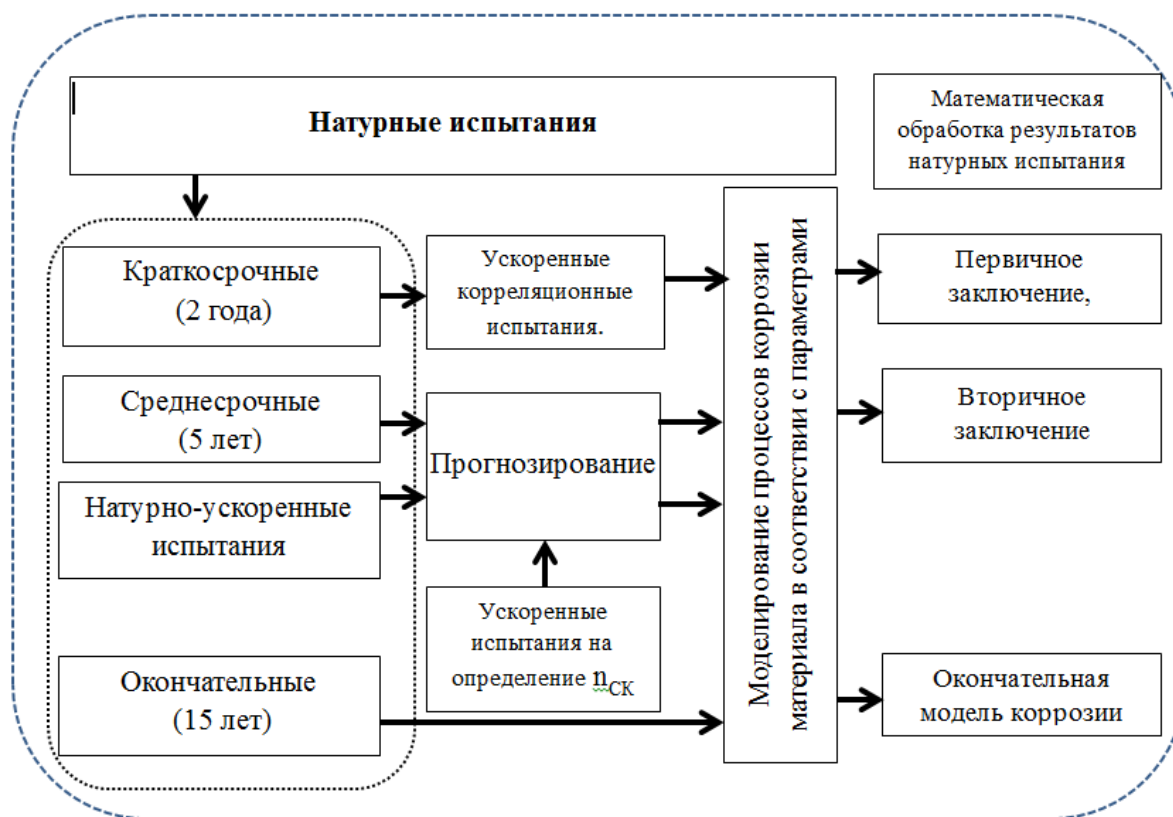 Натурные испытания
Математическая
обработка результатов
натурных испытания
Краткосрочные
(2 года)
Ускоренные
корреляционные
испытания.
Первичное
заключение,
Среднесрочные
(5 лет)
Прогнозирование
Вторичное
заключение
Натурно-ускоренные
испытания
Ускоренные
испытания на
определение nСК
Окончательные
(15 лет)
Моделирование процессов коррозии
материала в соответствии с параметрами
Окончательная
модель коррозии